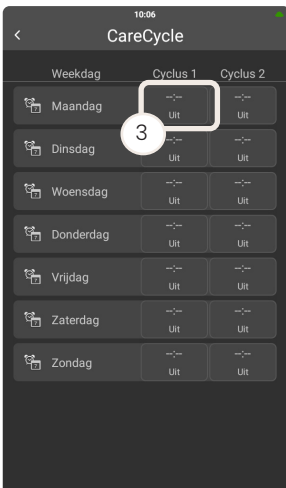 10:06
CareCycle
Weekdag Cyclus 1 Cyclus 2
Maandag --:-- --:--
Uit Uit
3
Dinsdag --:-- --:--
Uit Uit
Woensdag --:-- --:--
Uit Uit
Donderdag --:-- --:--
Uit Uit
Vrijdag --:-- --:--
Uit Uit
Zaterdag --:-- --:--
Uit Uit
Zondag --:-- --:--
Uit Uit